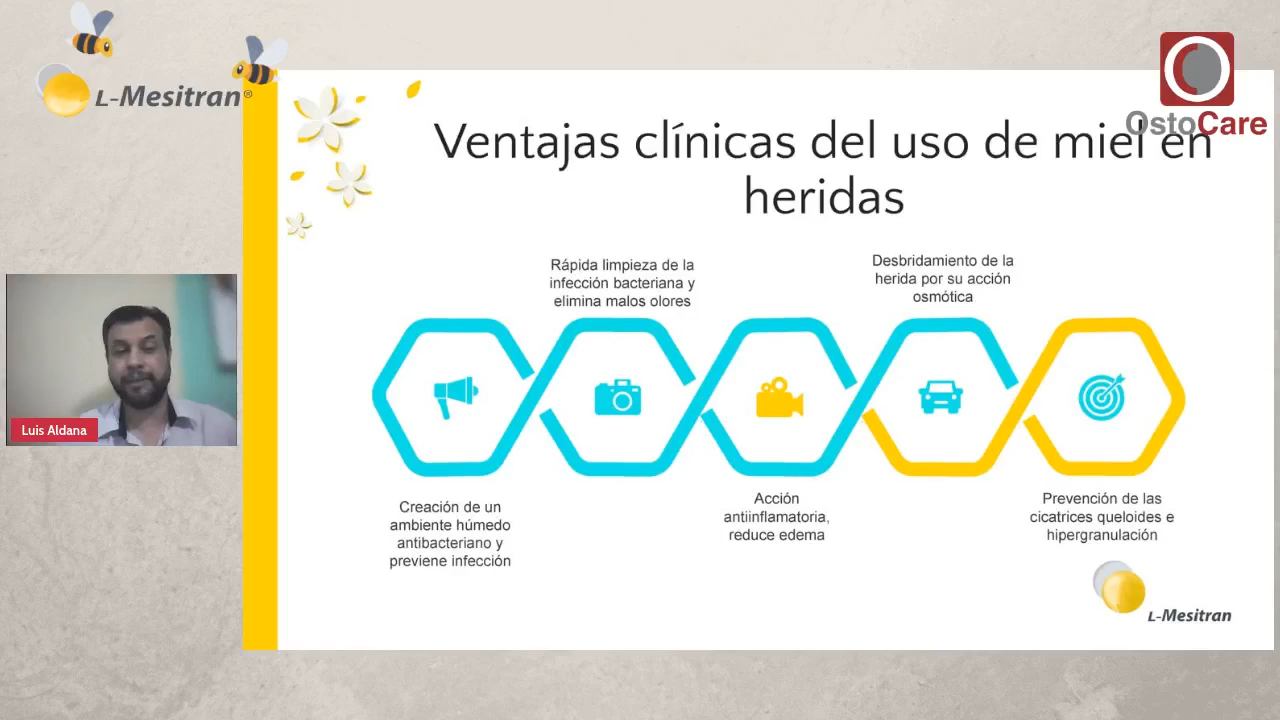 L-Mesitran®
OstoCare
Ventajas clínicas del uso de miel en
heridas
Rápida limpieza de la
infección bacteriana y
elimina malos olores
Desbridamiento de la
herida por su acción
osmótica
Luis Aldana
Creación de un
ambiente húmedo
antibacteriano y
previene infección
Acción
antiinflamatoria,
reduce edema
Prevención de las
cicatrices queloides e
hipergranulación
L-Mesitran